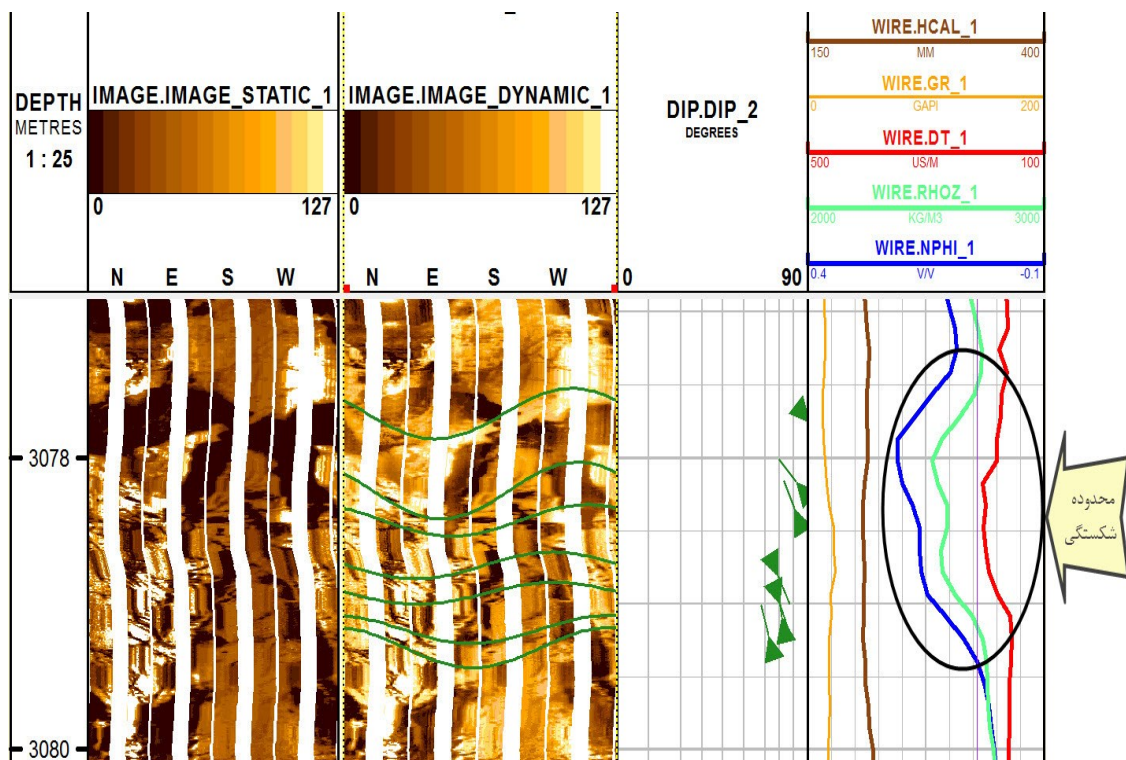 DEPTH
METRES
1 : 25
IMAGE.IMAGE_STATIC_1
0 127
N E S W
IMAGE.IMAGE_DYNAMIC_1
0 127
N E S W
DIP.DIP_2
DEGREES
0 90
WIRE.HCAL_1
150 MM 400
WIRE.GR_1
0 GAPI 200
WIRE.DT_1
500 US/M 100
WIRE.RHOZ_1
2000 KG/M3 3000
WIRE.NPHI_1
0.4 V/V -0.1
3078
3080
محدوده
شکستگی